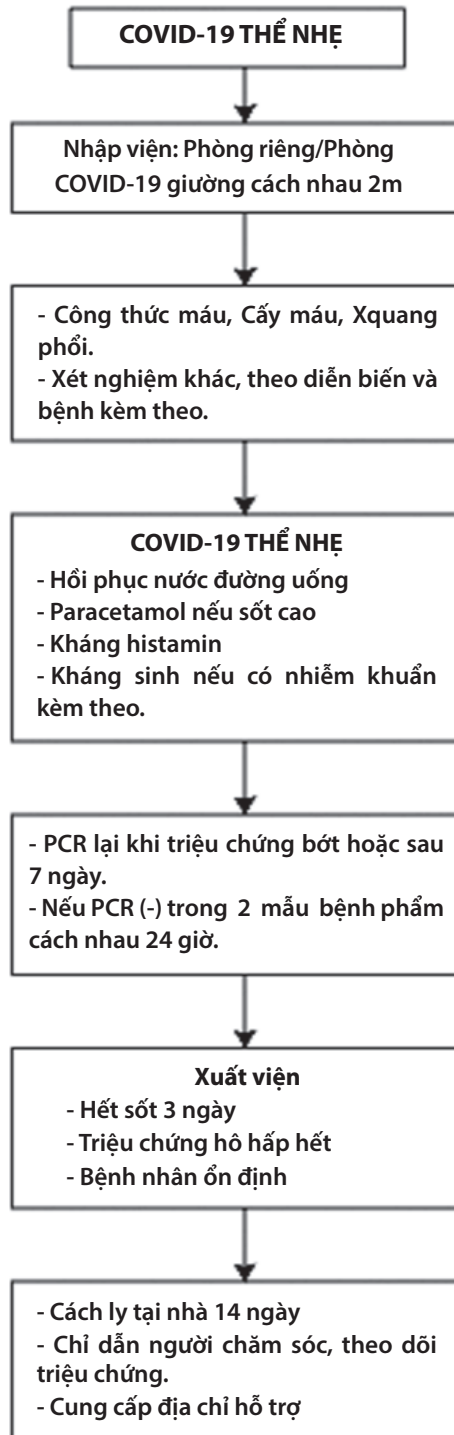 COVID-19 THỂ NHẸ
Nhập viện: Phòng riêng/Phòng
COVID-19 giường cách nhau 2m
- Công thức máu, Cấy máu, Xquang
phổi.
- Xét nghiệm khác, theo diễn biến và
bệnh kèm theo.
COVID-19 THỂ NHẸ
- Hồi phục nước đường uống
- Paracetamol nếu sốt cao
- Kháng histamin
- Kháng sinh nếu có nhiễm khuẩn
kèm theo.
- PCR lại khi triệu chứng bớt hoặc sau
7 ngày.
- Nếu PCR (-) trong 2 mẫu bệnh phẩm
cách nhau 24 giờ.
Xuất viện
- Hết sốt 3 ngày
- Triệu chứng hô hấp hết
- Bệnh nhân ổn định
- Cách ly tại nhà 14 ngày
- Chỉ dẫn người chăm sóc, theo dõi
triệu chứng.
- Cung cấp địa chỉ hỗ trợ